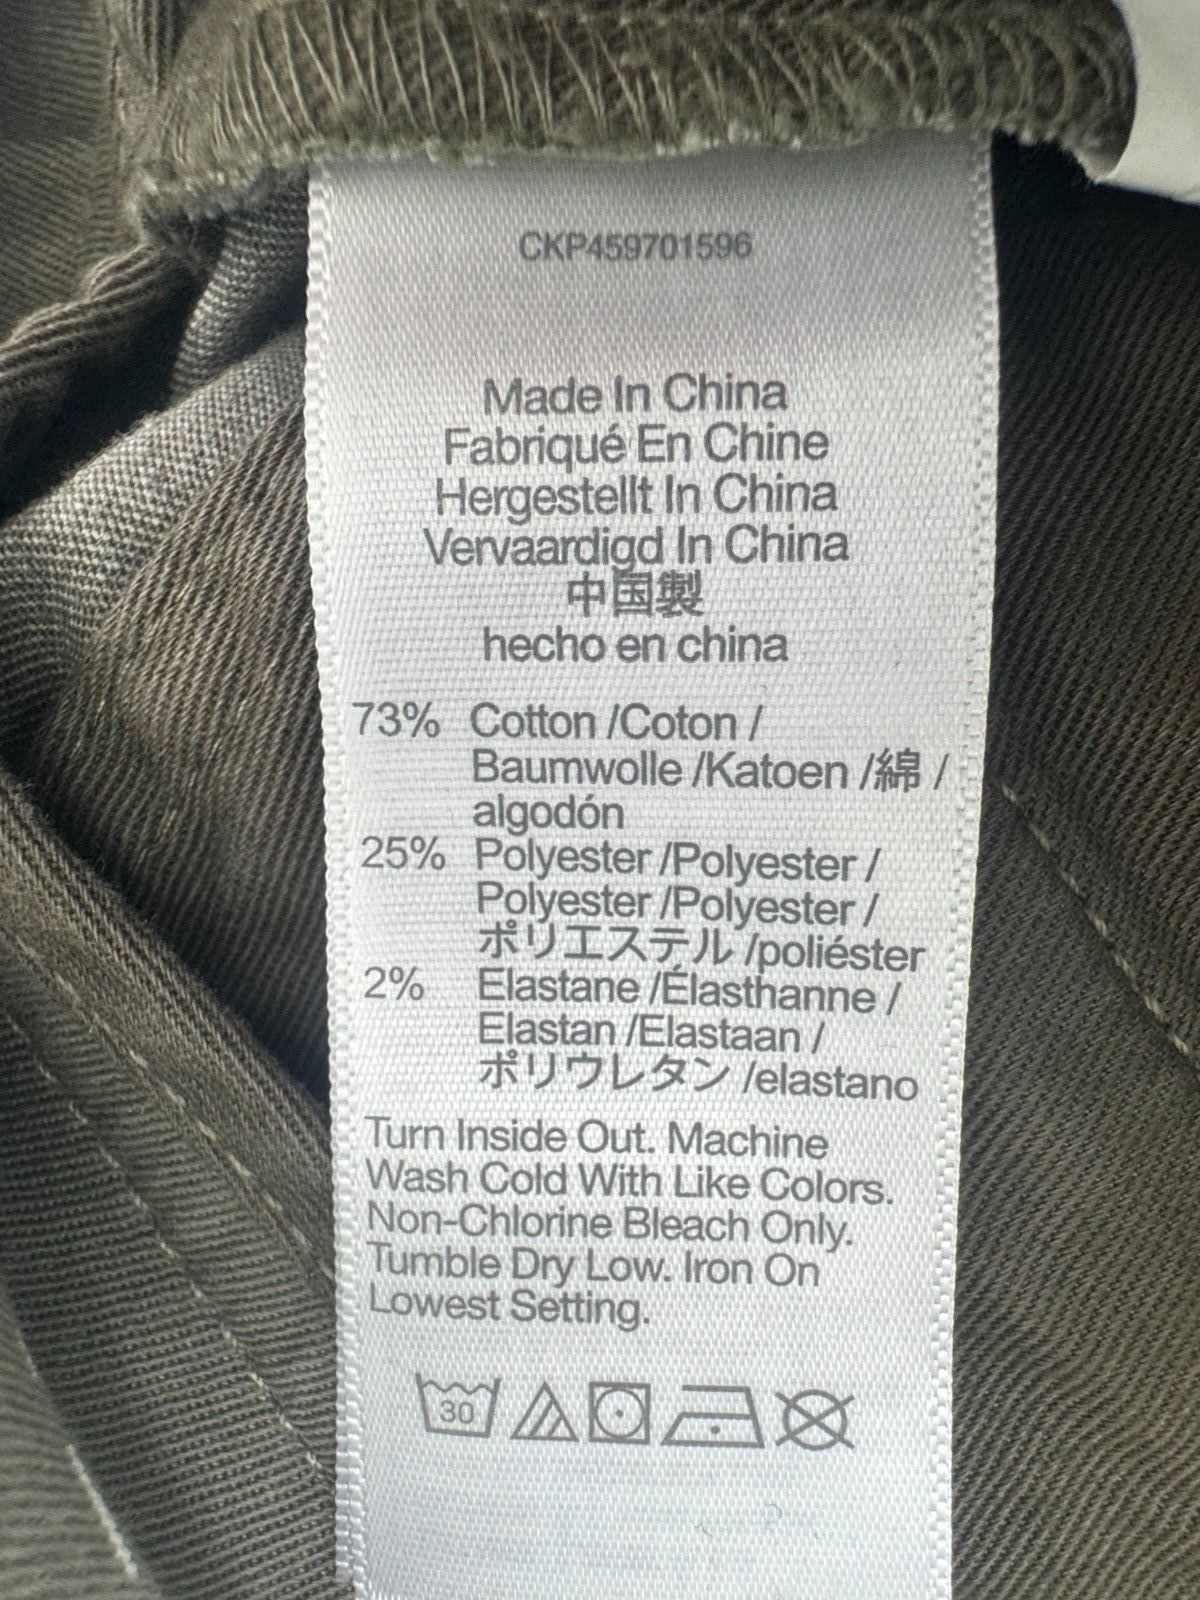 CKP459701596
Made In China
Fabriqué En Chine
Hergestellt In China
Vervaardigd In China
中国製
hecho en china
73% Cotton /Coton /
Baumwolle /Katoen /綿 /
algodón
25% Polyester /Polyester /
Polyester /Polyester /
ポリエステル /poliéster
2% Elastane /Élasthanne /
Elastan /Elastaan /
ポリウレタン /elastano
Turn Inside Out. Machine
Wash Cold With Like Colors.
Non-Chlorine Bleach Only.
Tumble Dry Low. Iron On
Lowest Setting.
30